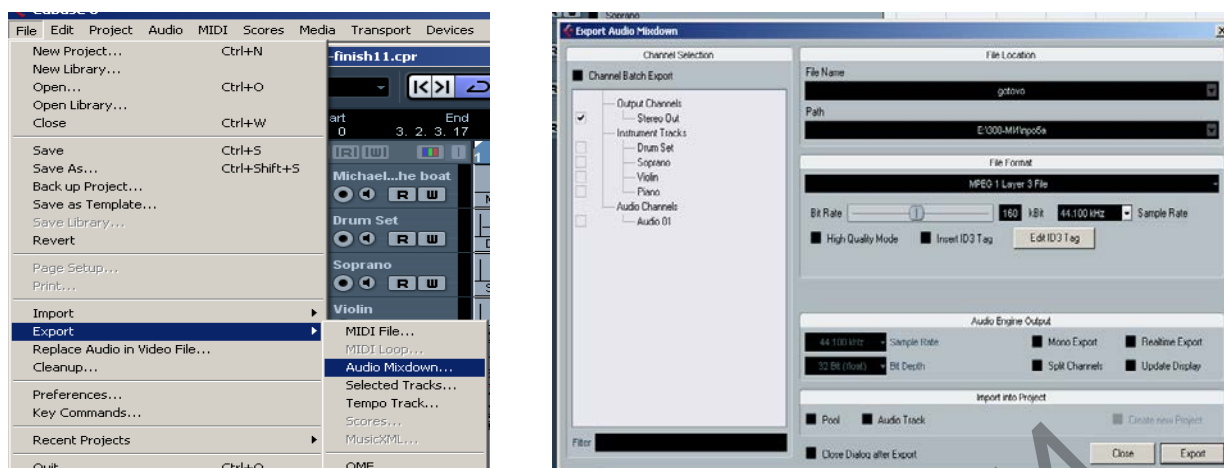 File Edit Project Audio MIDI Scores Media Transport Devices
New Project... Ctrl+N
New Library...
Open... Ctrl+O
Open Library...
Close Ctrl+W
Save Ctrl+S
Save As... Ctrl+Shift+S
Back up Project...
Save as Template...
Save Library...
Revert
Page Setup...
Print...
Import
Export
Replace Audio in Video File...
Cleanup...
Preferences...
Key Commands...
Recent Projects
Quit Ctrl+Q
-finish11.cpr
art End
0 3. 2. 3. 17
Michael...he boat
R W
Drum Set
R W
Soprano
R W
Violin
MIDI File...
MIDI Loop...
Audio Mixdown...
Selected Tracks...
Tempo Track...
Scores...
MusicXML...
OMF
Soprano
Export Audio Mixdown
Channel Selection
Channel Batch Export
Output Channels
Stereo Out
Instrument Tracks
Drum Set
Soprano
Violin
Piano
Audio Channels
Audio 01
Filter
File Location
File Name
gotovo
Path
E:\000-МИ\проба
File Format
MPEG 1 Layer 3 File
Bit Rate 160 kBit 44.100 kHz Sample Rate
High Quality Mode Insert ID3 Tag Edit ID3 Tag
Audio Engine Output
44.100 kHz Sample Rate Mono Export Realtime Export
32 Bit (float) Bit Depth Split Channels Update Display
Import into Project
Pool Audio Track Create new Project
Close Dialog after Export Close Export